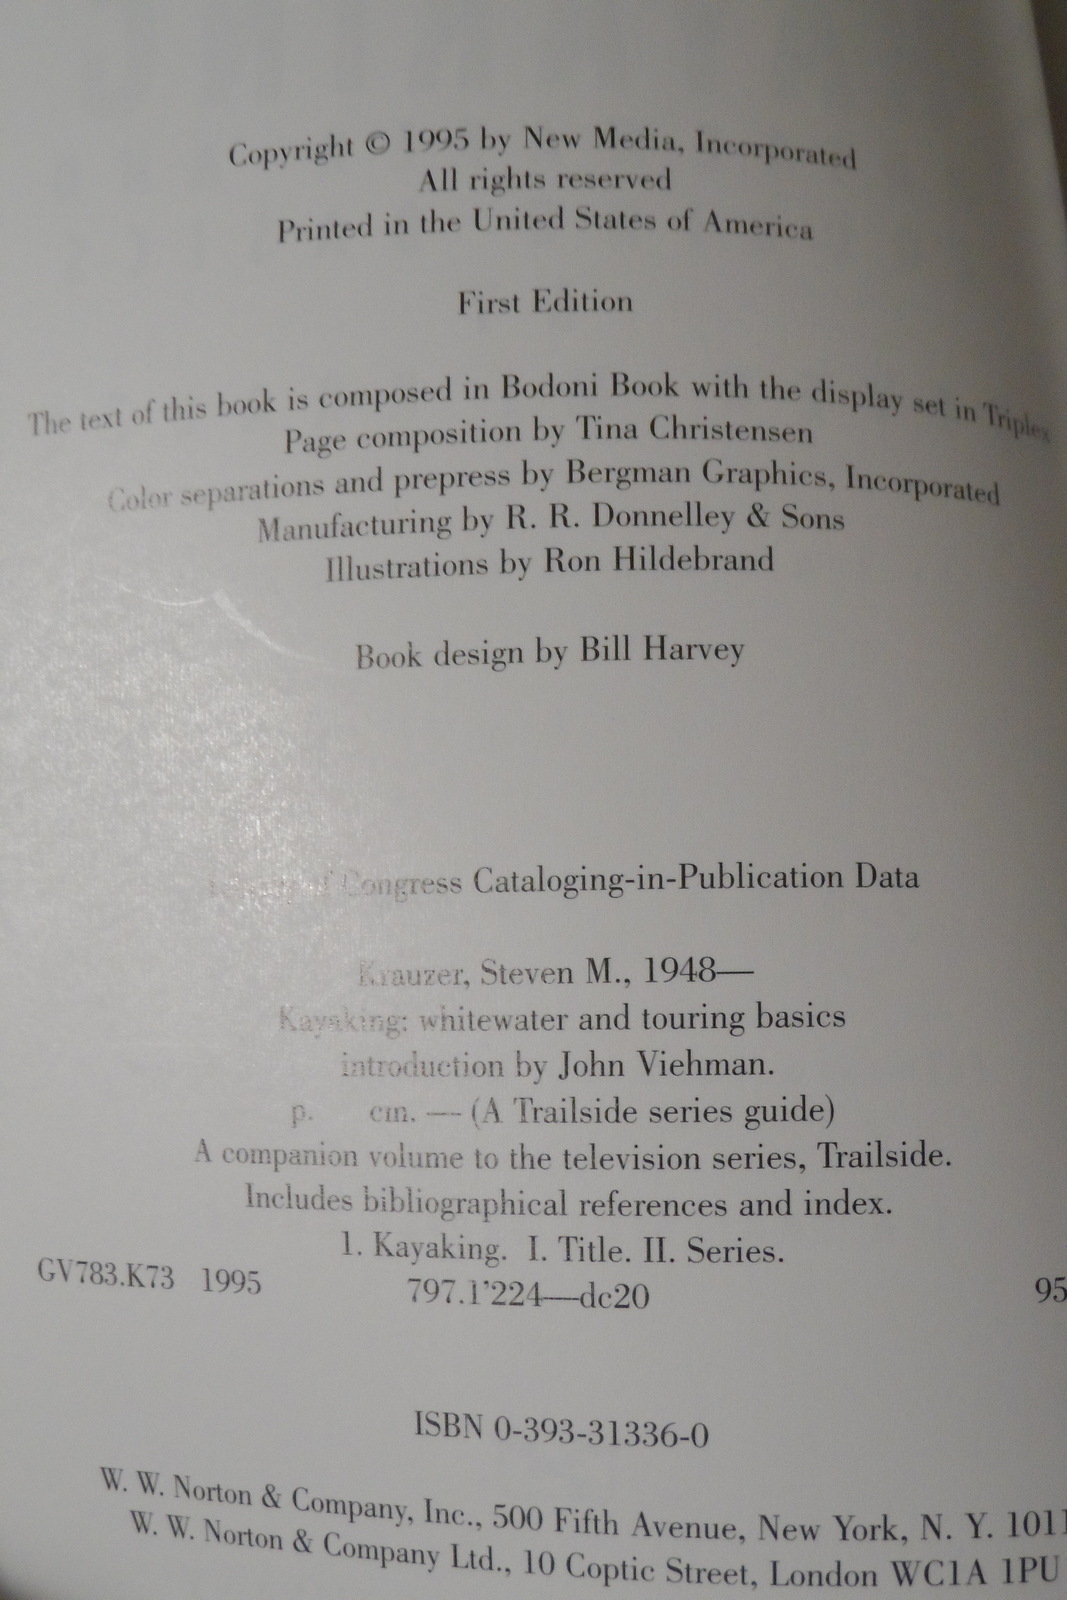 Copyright © 1995 by New Media, Incorporated
All rights reserved
Printed in the United States of America
First Edition
The text of this book is composed in Bodoni Book with the display set in Triplex
Page composition by Tina Christensen
Color separations and prepress by Bergman Graphics, Incorporated
Manufacturing by R. R. Donnelley & Sons
Illustrations by Ron Hildebrand
Book design by Bill Harvey
Library of Congress Cataloging-in-Publication Data
Krauzer, Steven M., 1948—
Kayaking: whitewater and touring basics
introduction by John Viehman.
p. cm. — (A Trailside series guide)
A companion volume to the television series, Trailside.
Includes bibliographical references and index.
1. Kayaking. I. Title. II. Series.
GV783.K73 1995 797.1’224—dc20 95
ISBN 0-393-31336-0
W. W. Norton & Company, Inc., 500 Fifth Avenue, New York, N. Y. 1011
W. W. Norton & Company Ltd., 10 Coptic Street, London WC1A 1PU